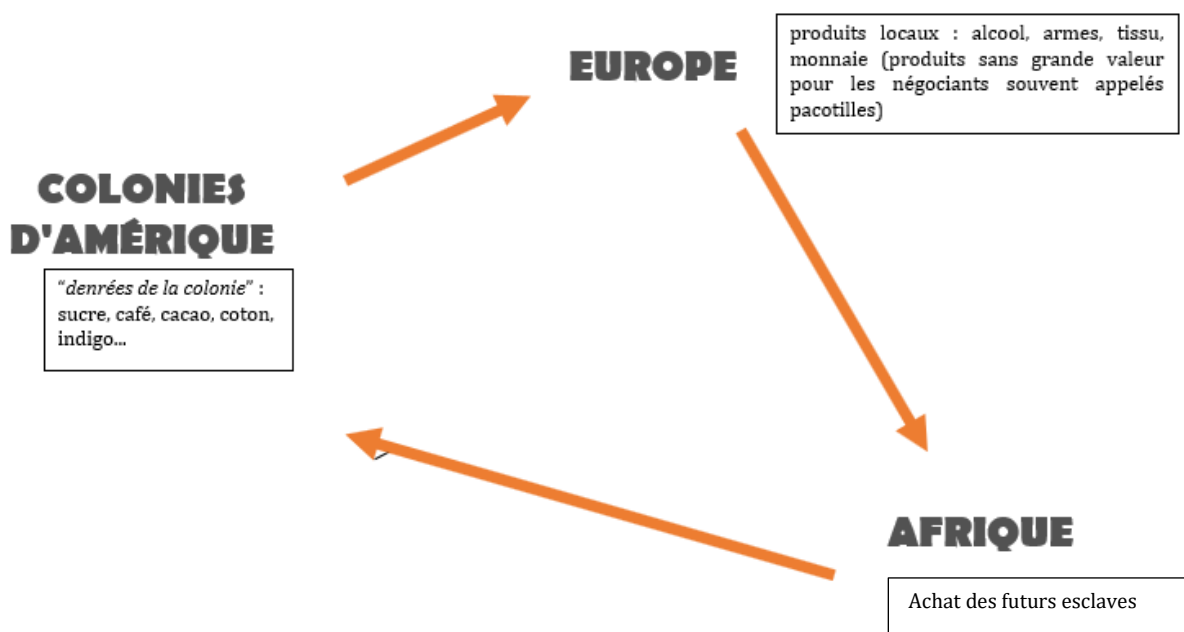 EUROPE
produits locaux : alcool, armes, tissu,
monnaie (produits sans grande valeur
pour les négociants souvent appelés
pacotilles)
COLONIES
D'AMÉRIQUE
“denrées de la colonie” :
sucre, café, cacao, coton,
indigo...
AFRIQUE
Achat des futurs esclaves